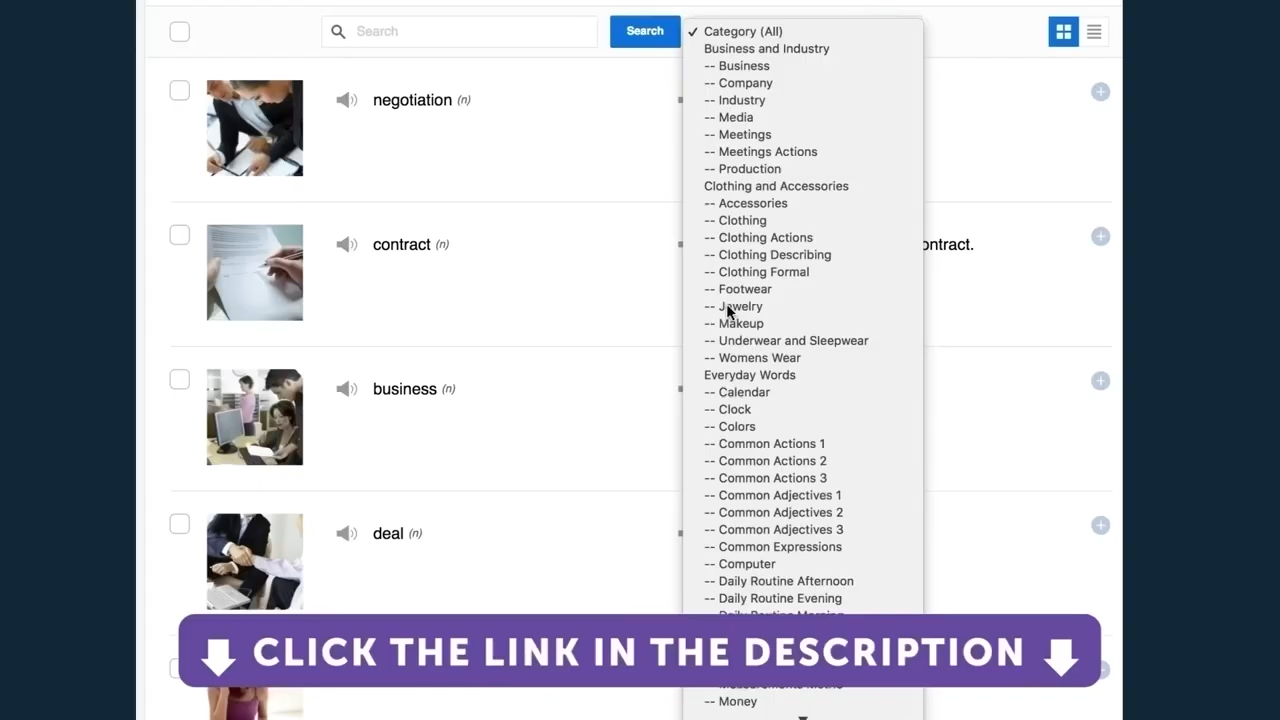 Search
Search
✓ Category (All)
Business and Industry
-- Business
-- Company
-- Industry
-- Media
-- Meetings
-- Meetings Actions
-- Production
Clothing and Accessories
-- Accessories
-- Clothing
-- Clothing Actions
-- Clothing Describing
-- Clothing Formal
-- Footwear
-- Jewelry
-- Makeup
-- Underwear and Sleepwear
-- Womens Wear
Everyday Words
-- Calendar
-- Clock
-- Colors
-- Common Actions 1
-- Common Actions 2
-- Common Actions 3
-- Common Adjectives 1
-- Common Adjectives 2
-- Common Adjectives 3
-- Common Expressions
-- Computer
-- Daily Routine Afternoon
-- Daily Routine Evening
-- Daily Routine Morning
-- Money
negotiation (n)
contract (n)
ontract.
business (n)
deal (n)
CLICK THE LINK IN THE DESCRIPTION